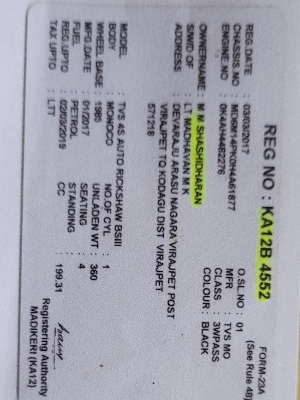 FORM-23A
(See Rule 48)
REG NO : KA12B 4552
REG.DATE : 03/03/2017 O.SL.NO : 01
CHASSIS.NO : MFR : TVS MO
ENGINE.NO : 0K4AH4482276 CLASS : 3WPASS
OWNERNAME : M M SHASHIDHARAN COLOUR : BLACK
S/W/D OF : LT MADHAVAN M K
ADDRESS : DEVARAJU ARASU NAGARA VIRAJPET POST
VIRAJPET TO KODAGU DIST VIRAJPET
571218
MODEL : TVS 4S AUTO RICKSHAW BSIII
BODY : MONOCO NO.OF CYL : 1
WHEEL BASE : 1985 UNLADEN WT : 360
MFG.DATE : 01/2017 SEATING : 4
FUEL : PETROL STANDING :
REG.UPTO : 02/03/2019 CC : 199.31
TAX UPTO : LTT
Registering Authority
MADIKERI (KA12)